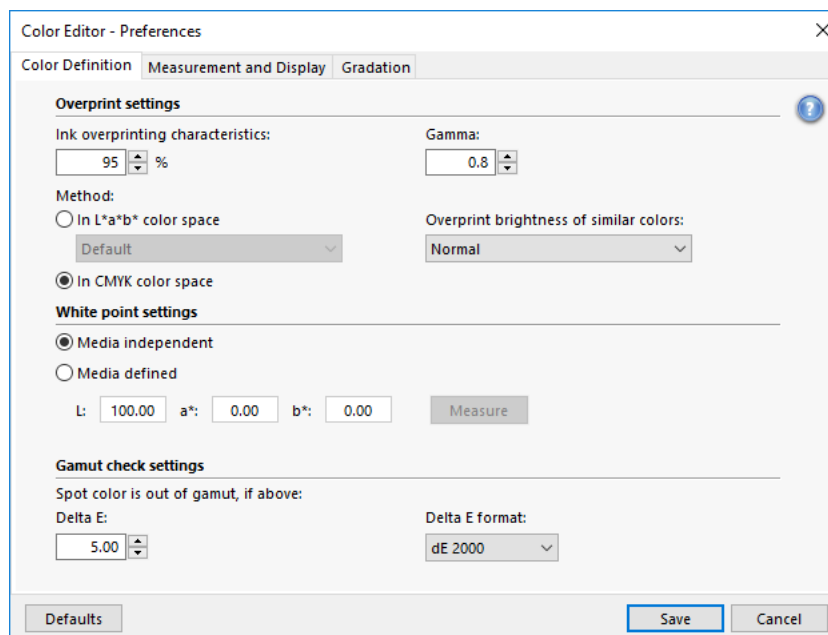 Color Editor - Preferences
Color Definition Measurement and Display Gradation
Overprint settings
?
Ink overprinting characteristics: Gamma:
95 % 0.8
Method:
In L*a*b* color space Overprint brightness of similar colors:
Default Normal
In CMYK color space
White point settings
Media independent
Media defined
L: 100.00 a*: 0.00 b*: 0.00 Measure
Gamut check settings
Spot color is out of gamut, if above:
Delta E: Delta E format:
5.00 dE 2000
Defaults Save Cancel